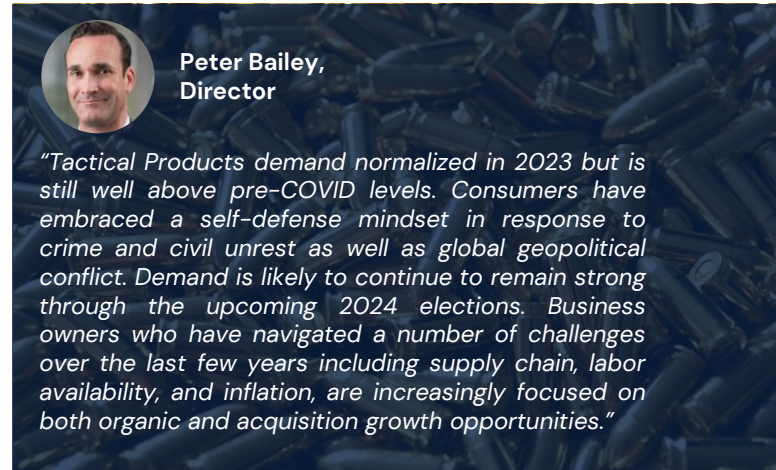 Peter Bailey,
Director
“Tactical Products demand normalized in 2023 but is
still well above pre-COVID levels. Consumers have
embraced a self-defense mindset in response to
crime and civil unrest as well as global geopolitical
conflict. Demand is likely to continue to remain strong
through the upcoming 2024 elections. Business
owners who have navigated a number of challenges
over the last few years including supply chain, labor
availability, and inflation, are increasingly focused on
both organic and acquisition growth opportunities.”